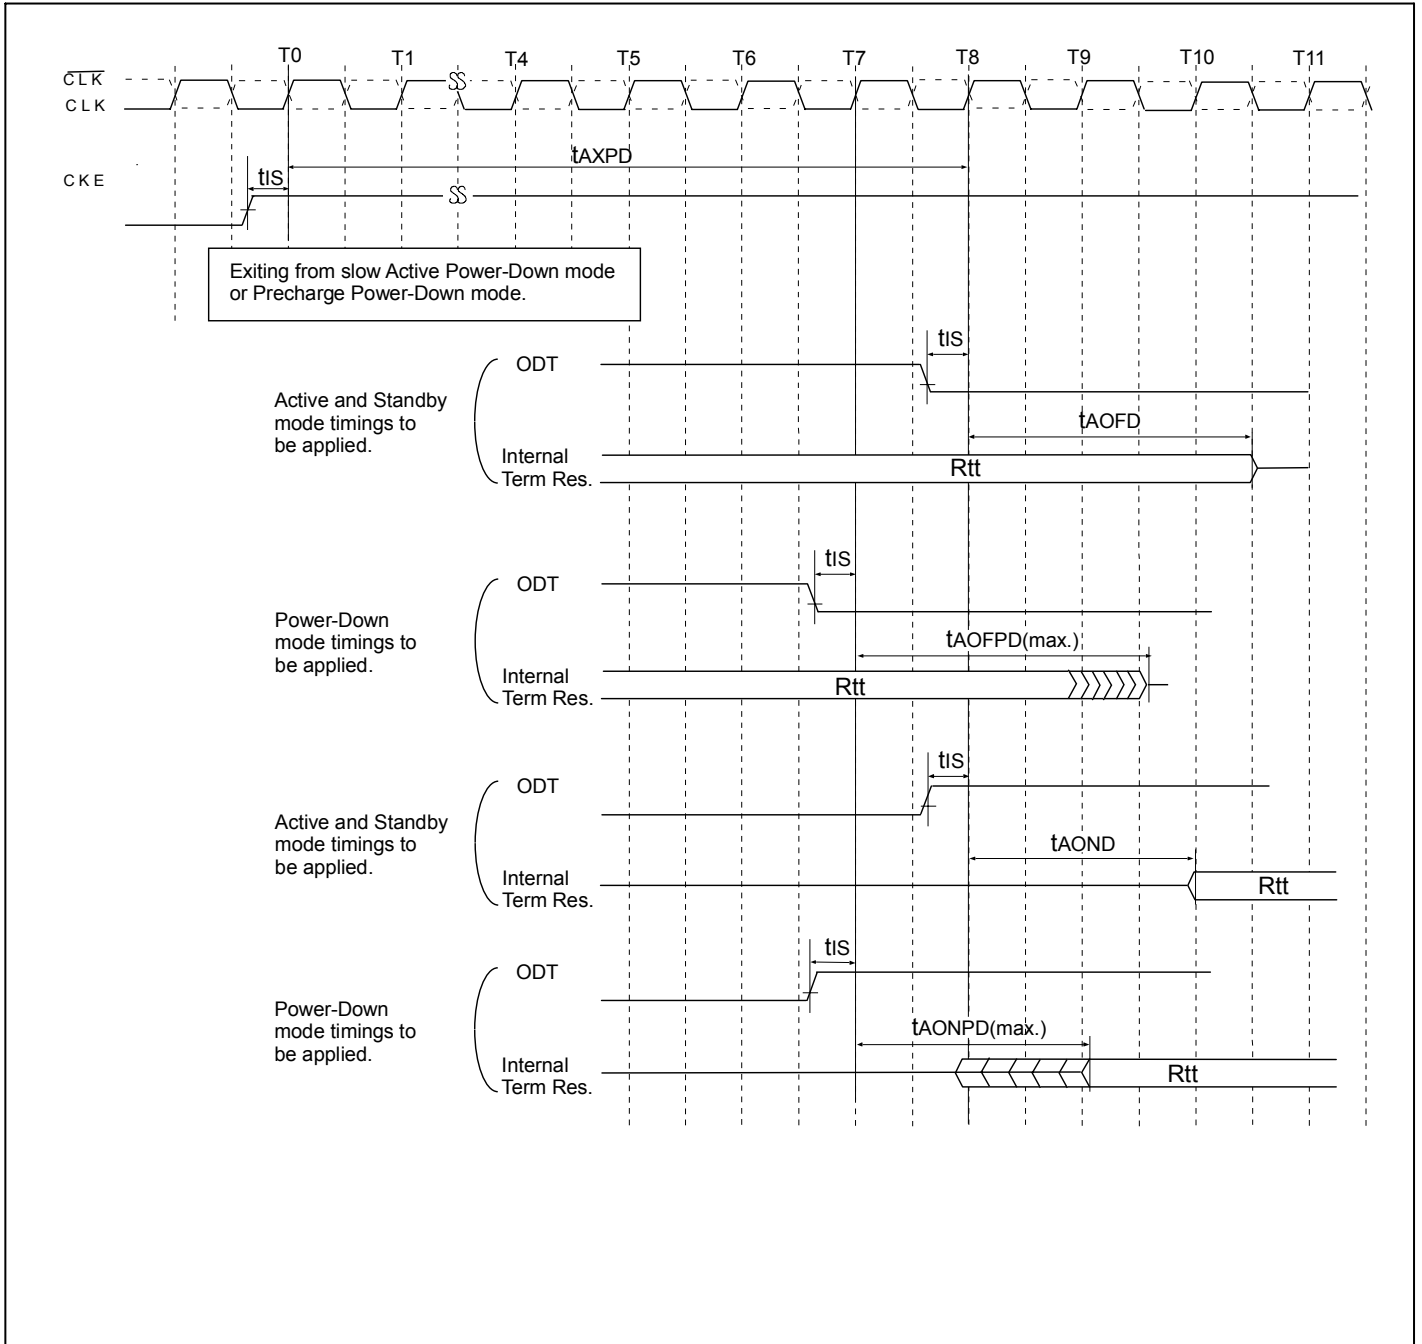 T0 T1 T4 T5 T6 T7 T8 T9 T10 T11
CLK
CLK
tAXPD
CKE
tIS
Exiting from slow Active Power-Down mode
or Precharge Power-Down mode.
tIS
ODT
Active and Standby
mode timings to
be applied.
tAOFD
Internal
Term Res.
Rtt
tIS
ODT
Power-Down
mode timings to
be applied.
tAOFPD(max.)
Internal
Term Res.
Rtt
tIS
ODT
Active and Standby
mode timings to
be applied.
tAOND
Internal
Term Res.
Rtt
tIS
ODT
Power-Down
mode timings to
be applied.
tAONPD(max.)
Internal
Term Res.
Rtt